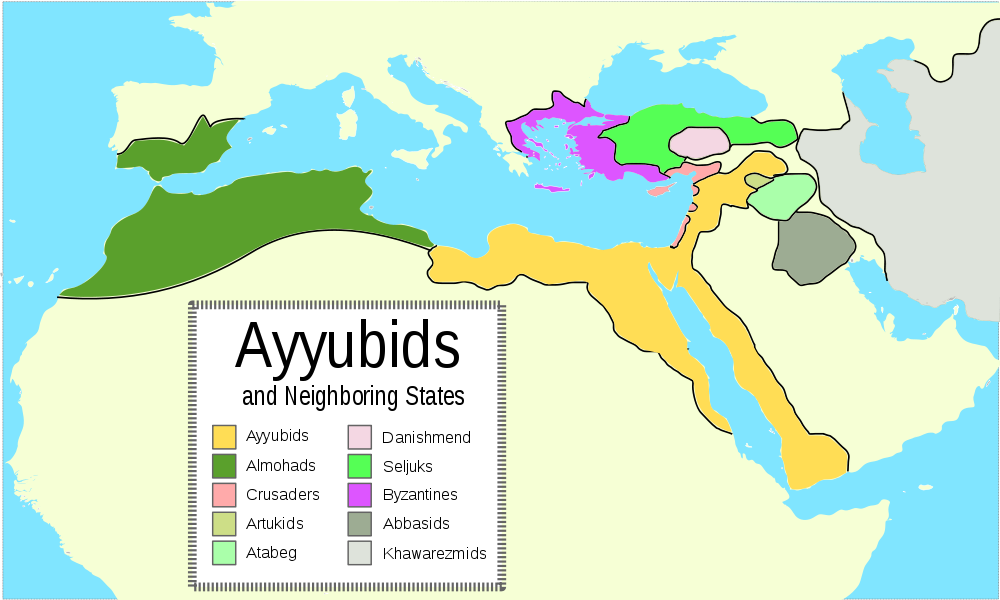 Ayyubids
and Neighboring States
Ayyubids
Almohads
Crusaders
Artukids
Atabeg
Danishmend
Seljuks
Byzantines
Abbasids
Khawarezmids